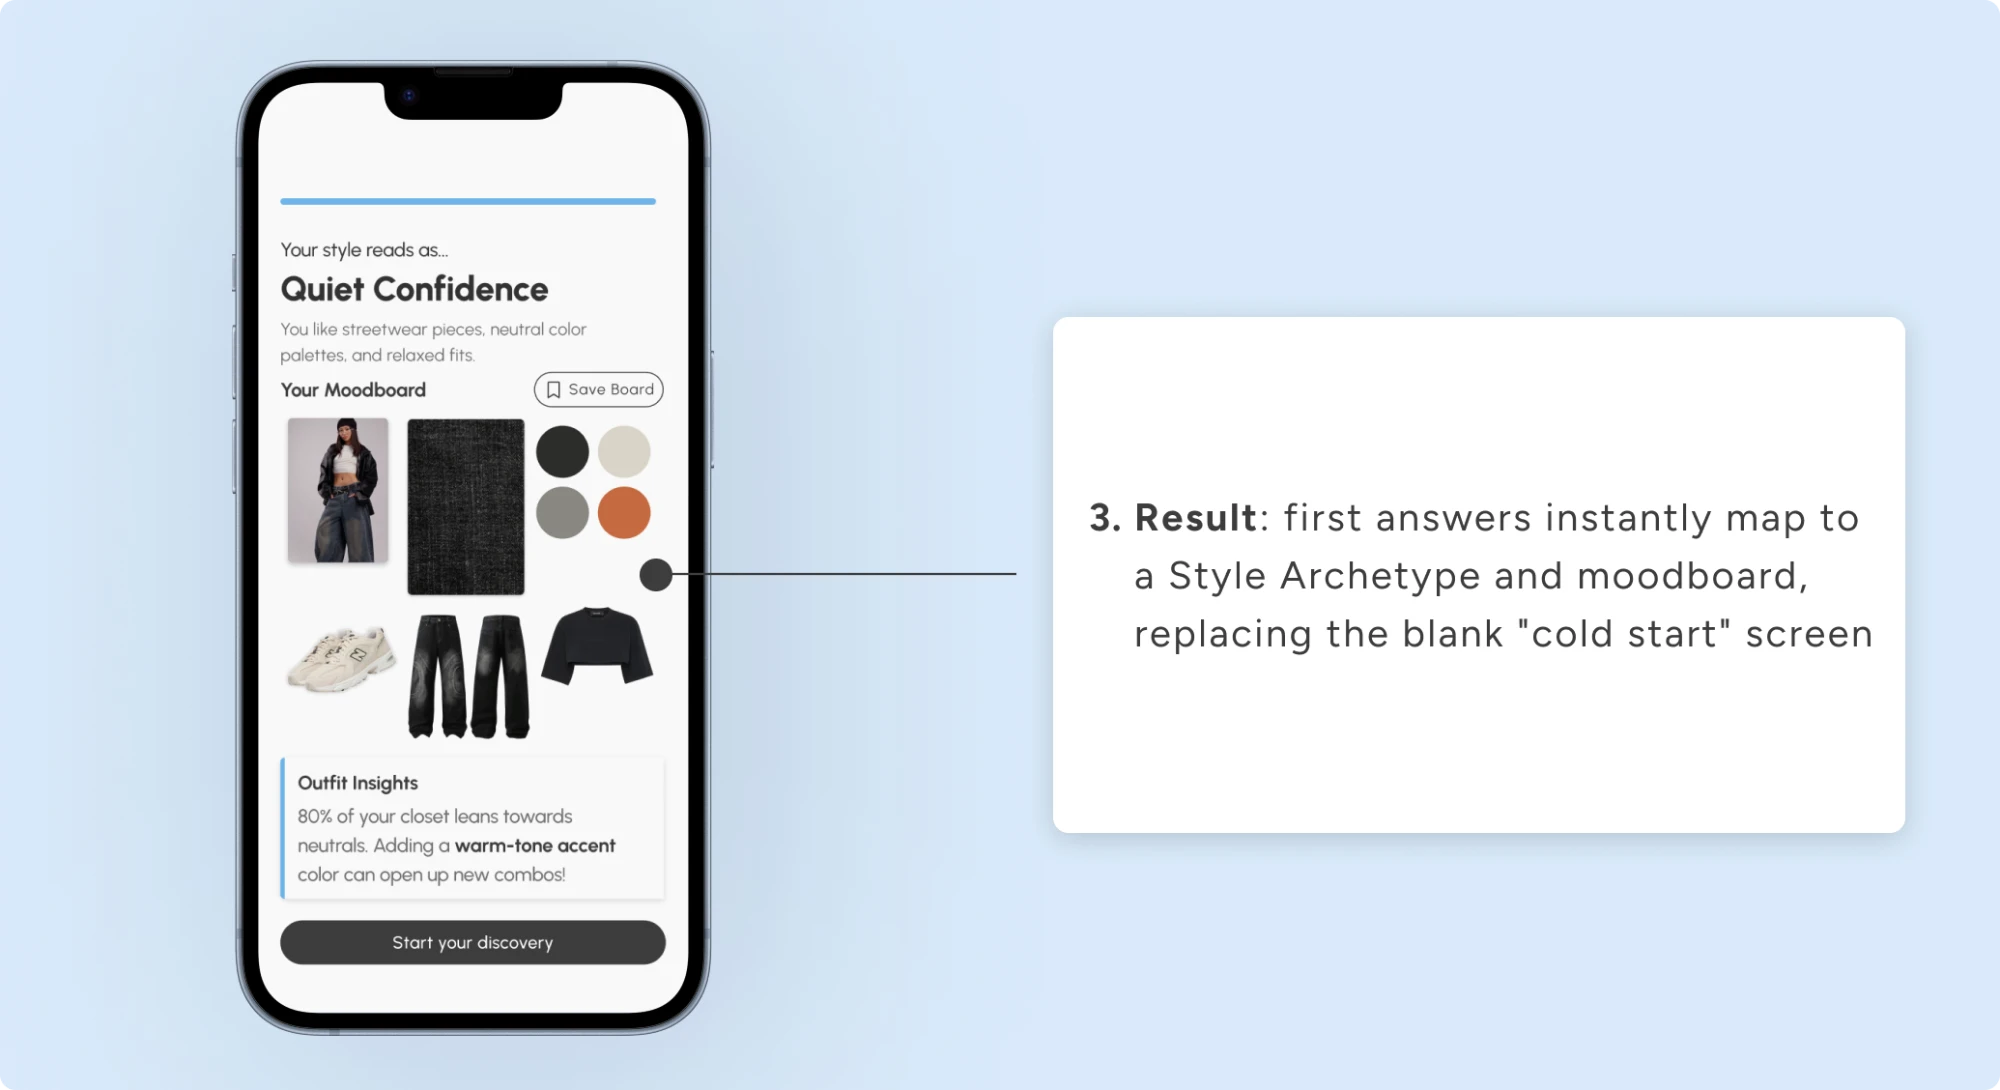 Your style reads as...
Quiet Confidence
You like streetwear pieces, neutral color
palettes, and relaxed fits.
Your Moodboard
Save Board
N
Outfit Insights
80% of your closet leans towards
neutrals. Adding a warm-tone accent
color can open up new combos!
Start your discovery
3. Result: first answers instantly map to
a Style Archetype and moodboard,
replacing the blank "cold start" screen